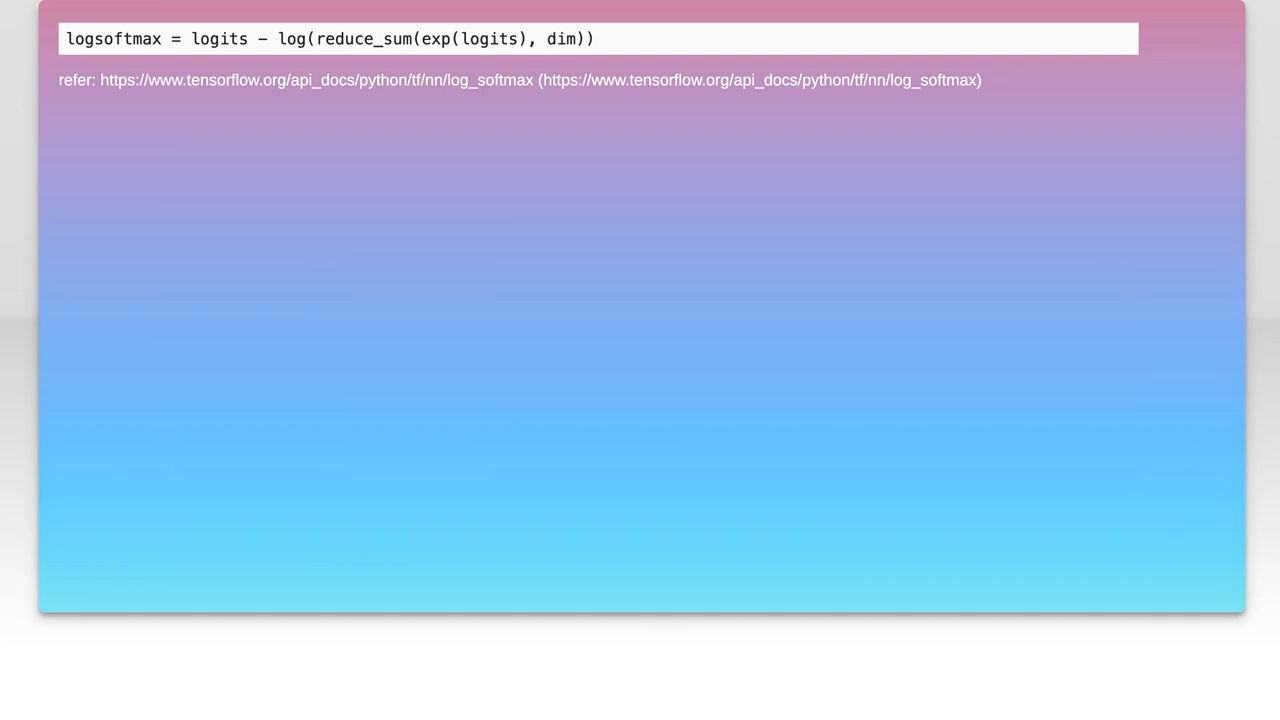 logsoftmax = logits - log(reduce_sum(exp(logits), dim))
refer: https://www.tensorflow.org/api_docs/python/tf/nn/log_softmax (https://www.tensorflow.org/api_docs/python/tf/nn/log_softmax)